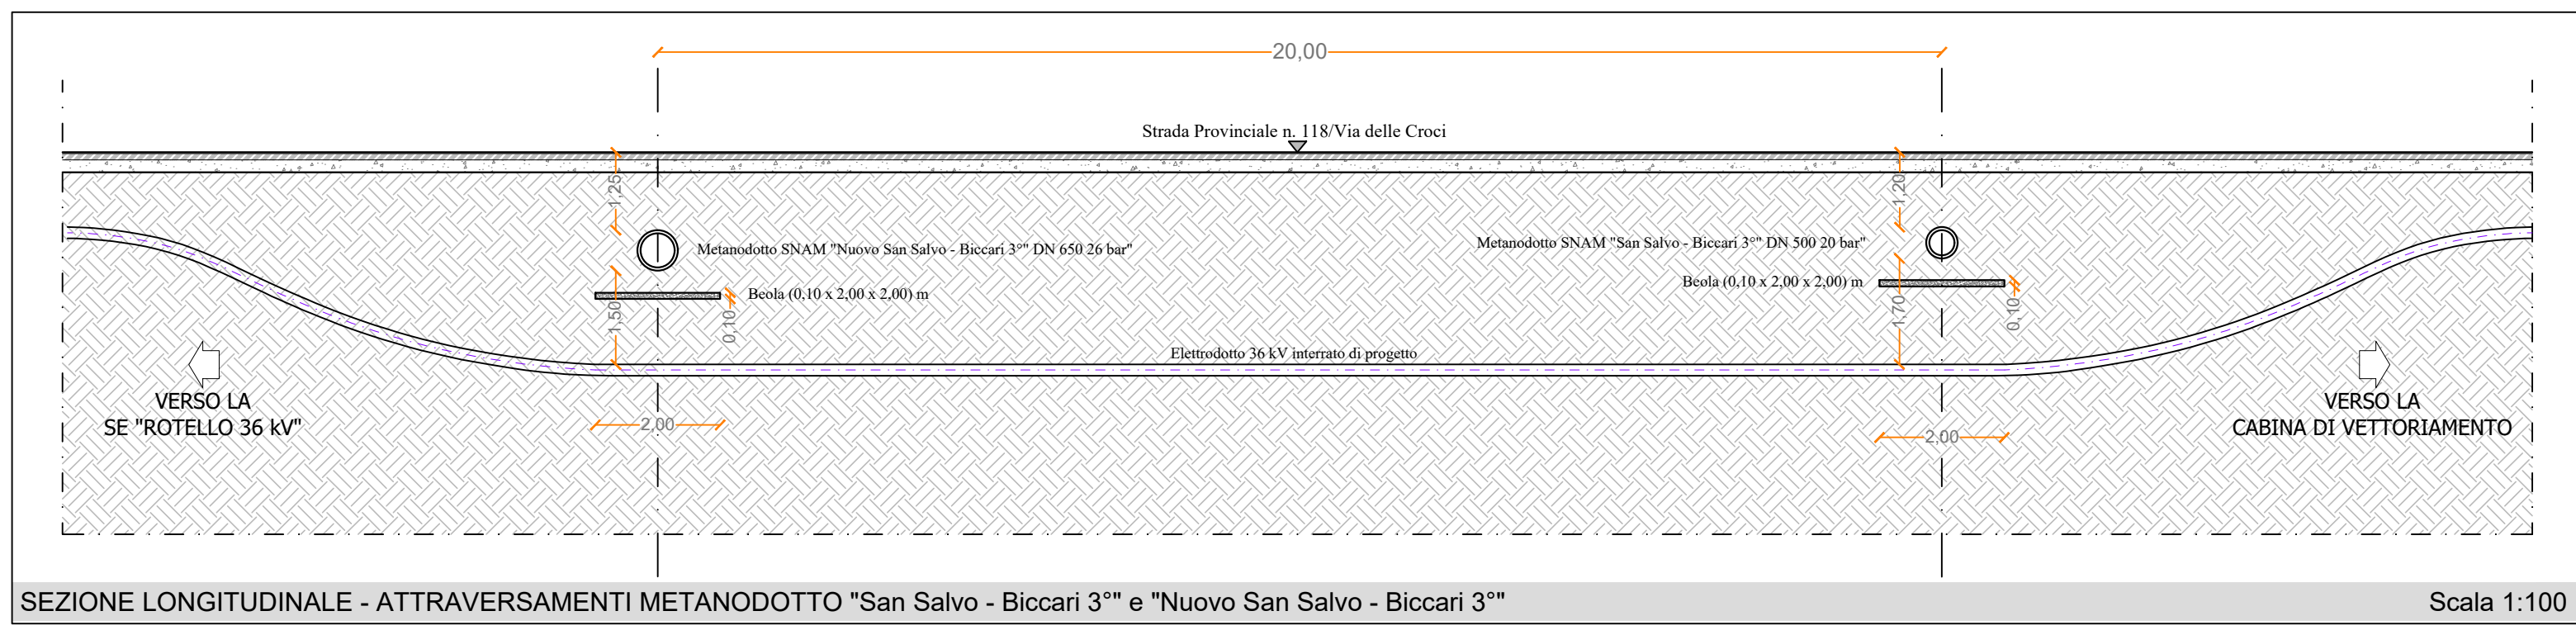 20,00
Strada Provinciale n. 118/Via delle Croci
1,25
1,20
Metanodotto SNAM "Nuovo San Salvo - Biccari 3°" DN 650 26 bar"
Metanodotto SNAM "San Salvo - Biccari 3°" DN 500 20 bar"
Beola (0,10 x 2,00 x 2,00) m
Beola (0,10 x 2,00 x 2,00) m
1,50
0,10
1,70
0,10
Elettrodotto 36 kV interrato di progetto
VERSO LA
SE "ROTELLO 36 kV"
VERSO LA
CABINA DI VETTORIAMENTO
2,00
2,00
SEZIONE LONGITUDINALE - ATTRAVERSAMENTI METANODOTTO "San Salvo - Biccari 3°" e "Nuovo San Salvo - Biccari 3°"
Scala 1:100